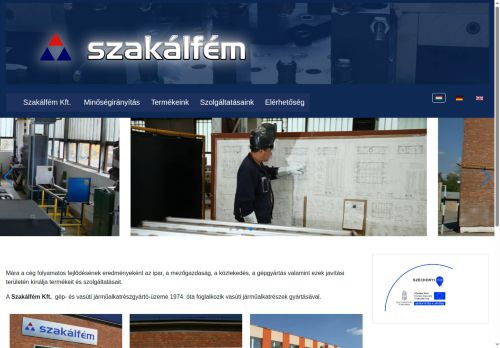 szakálfém
Szakálfém Kft. Minőségirányítás Termékeink Szolgáltatásaink Elérhetőség
Mára a cég folyamatos fejlődésének eredményeként az ipar, a mezőgazdaság, a közlekedés, a gépgyártás valamint ezek javítási
területén kínálja termékeit és szolgáltatásait.
A Szakálfém Kft. gép- és vasúti járműalkatrészgyártó-üzeme 1974. óta foglalkozik vasúti járműalkatrészek gyártásával.
SZÉCHENYI
szakálfém